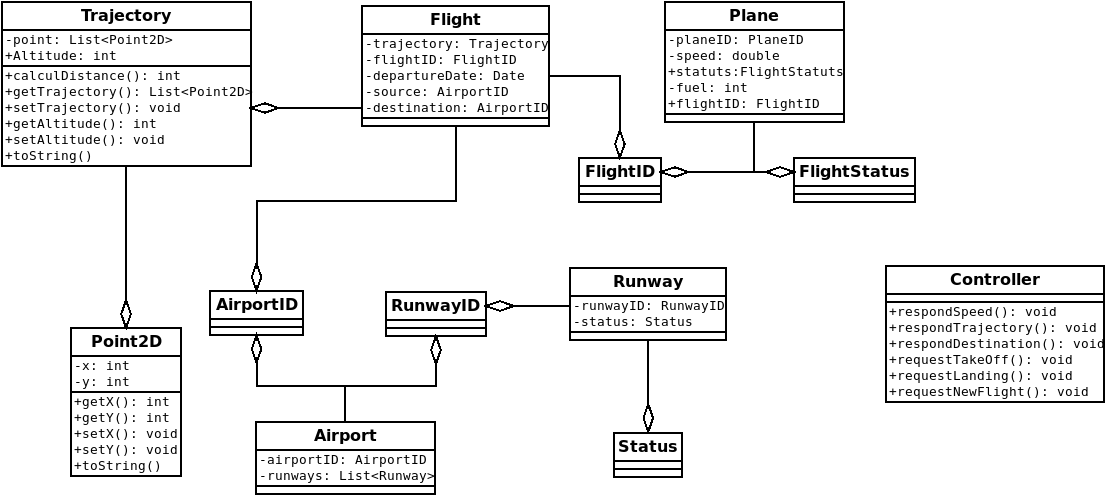 Trajectory
-point: List<Point2D>
+Altitude: int
+calculDistance(): int
+getTrajectory(): List<Point2D>
+setTrajectory(): void
+getAltitude(): int
+setAltitude(): void
+toString()
Flight
-trajectory: Trajectory
-flightID: FlightID
-departureDate: Date
-source: AirportID
-destination: AirportID
Plane
-planeID: PlaneID
-speed: double
+statuts:FlightStatuts
-fuel: int
+flightID: FlightID
FlightID
FlightStatus
AirportID
RunwayID
Runway
-runwayID: RunwayID
-status: Status
Controller
+respondSpeed(): void
+respondTrajectory(): void
+respondDestination(): void
+requestTakeOff(): void
+requestLanding(): void
+requestNewFlight(): void
Point2D
-x: int
-y: int
+getX(): int
+getY(): int
+setX(): void
+setY(): void
+toString()
Airport
-airportID: AirportID
-runways: List<Runway>
Status